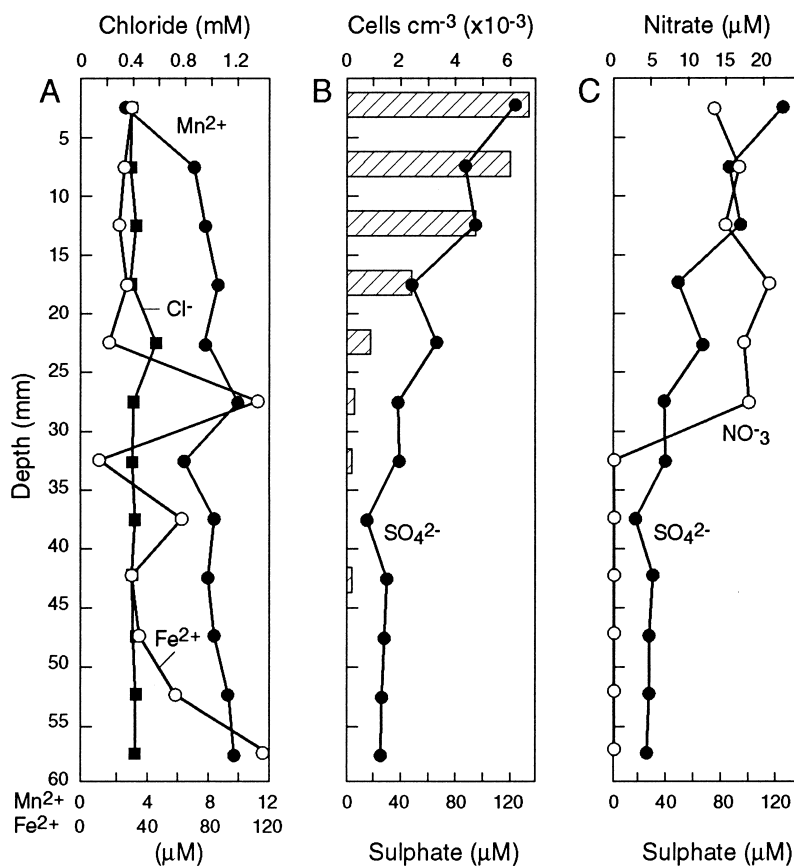 Chloride (mM)
Cells cm-3 (x10-3)
Nitrate (μM)
0 0.4 0.8 1.2
0 2 4 6
0 5 10 15 20
A
B
C
Mn2+
Cl-
Fe2+
SO42-
NO-3
SO42-
Depth (mm)
5
10
15
20
25
30
35
40
45
50
55
60
Mn2+ 0 4 8 12
Fe2+ 0 40 80 120
(μM)
0 40 80 120
Sulphate (μM)
0 40 80 120
Sulphate (μM)